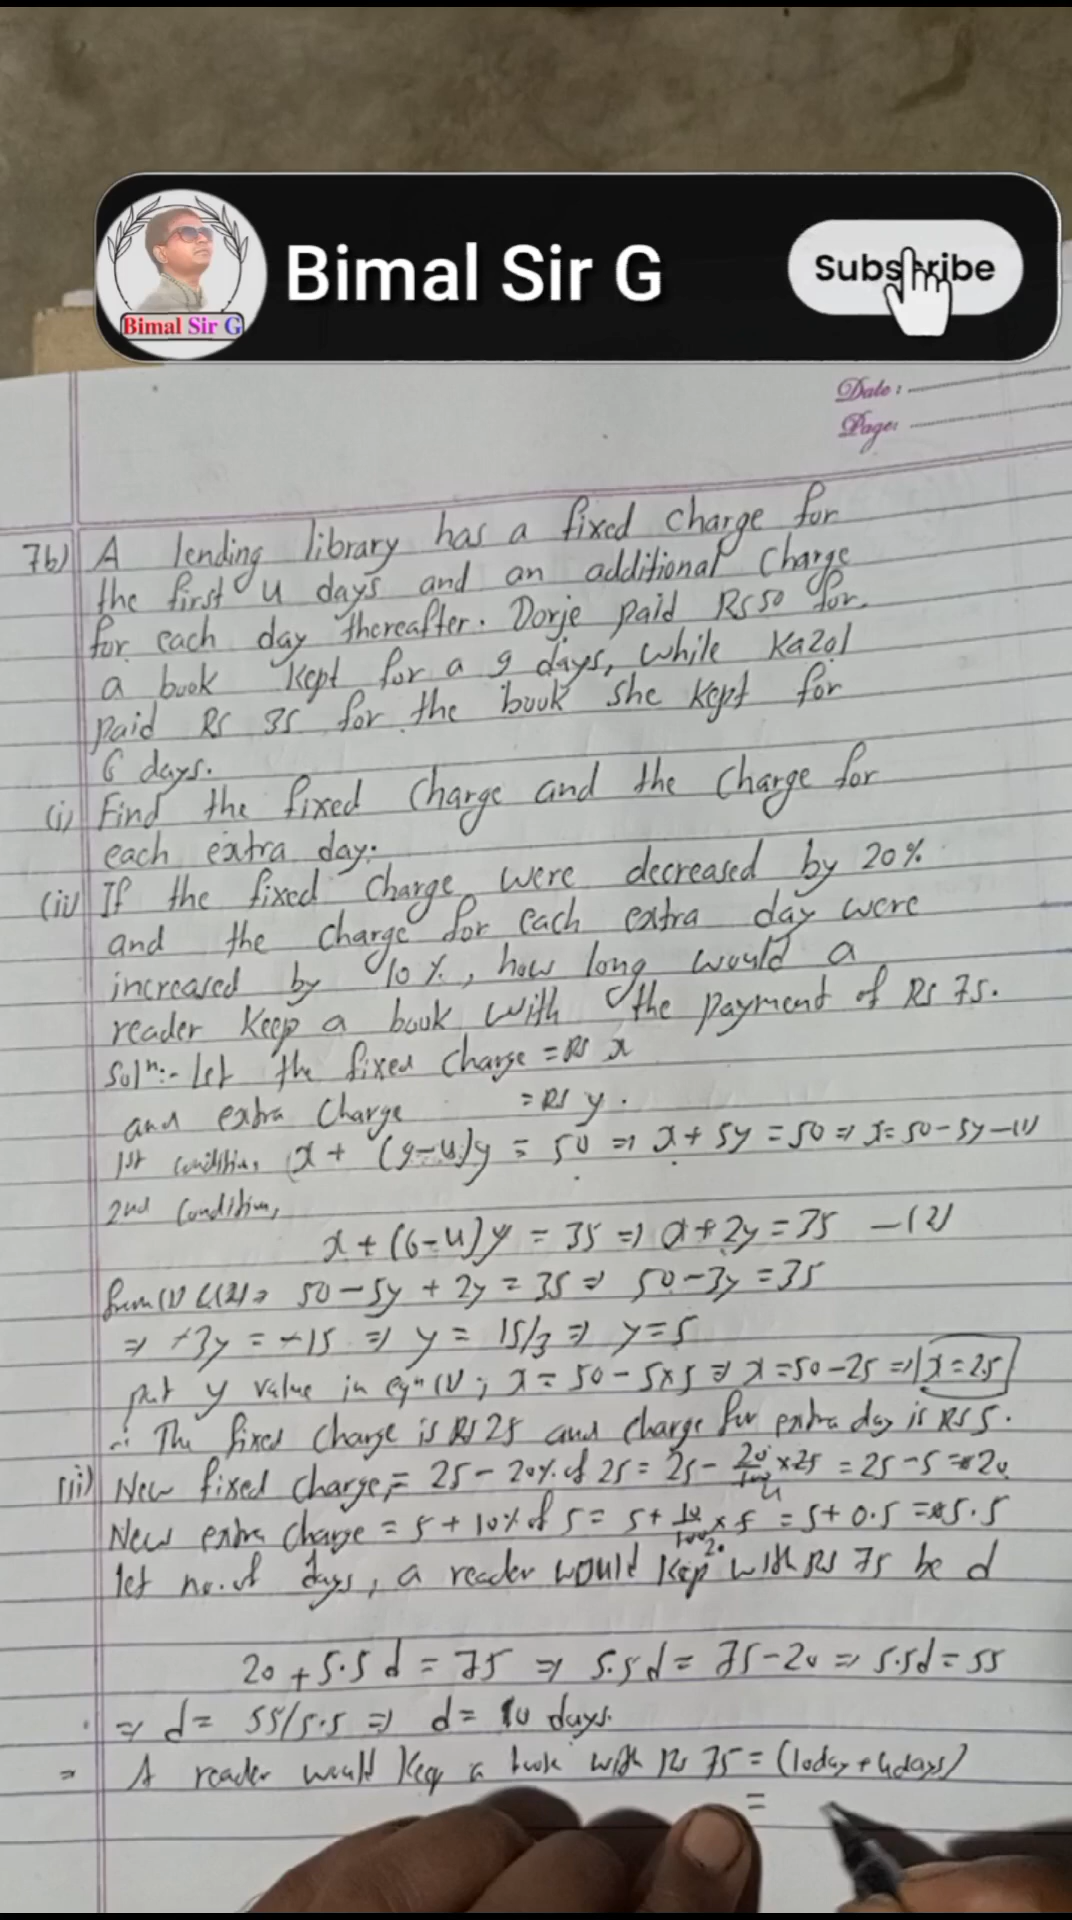 Bimal Sir G
Subscribe
Bimal Sir G
Date:
Page:
7b) A lending library has a fixed charge for
the first 4 days and an additional charge
for each day thereafter. Dorje paid Rs 50 for
a book kept for a 9 days, while Kazol
paid Rs 35 for the book she kept for
6 days.
(i) Find the fixed charge and the charge for
each extra day.
(ii) If the fixed charge were decreased by 20%
and the charge for each extra day were
increased by 10%, how long would a
reader keep a book with the payment of Rs 75.
Solⁿ:- Let the fixed charge = Rs x
and extra charge = Rs y.
1st condition, x + (9-4)y = 50 ⇒ x + 5y = 50 ⇒ x = 50 - 5y —(1)
2nd condition,
x + (6-4)y = 35 ⇒ x + 2y = 35 —(2)
from (1) & (2) ⇒ 50 - 5y + 2y = 35 ⇒ 50 - 3y = 35
⇒ -3y = -15 ⇒ y = 15/3 ⇒ y = 5
put y value in eqn (1); x = 50 - 5×5 ⇒ x = 50 - 25 ⇒ x = 25
∴ The fixed charge is Rs 25 and charge for extra day is Rs 5.
(ii) New fixed charge, = 25 - 20% of 25 = 25 - 20/100 × 25 = 25 - 5 = 20
New extra charge = 5 + 10% of 5 = 5 + 10/100 × 5 = 5 + 0.5 = 5.5
let no. of days, a reader would keep with Rs 75 be d
20 + 5.5d = 75 ⇒ 5.5d = 75 - 20 ⇒ 5.5d = 55
⇒ d = 55/5.5 ⇒ d = 10 days.
⇒ A reader would keep a book with Rs 75 = (10day + 4days)
=